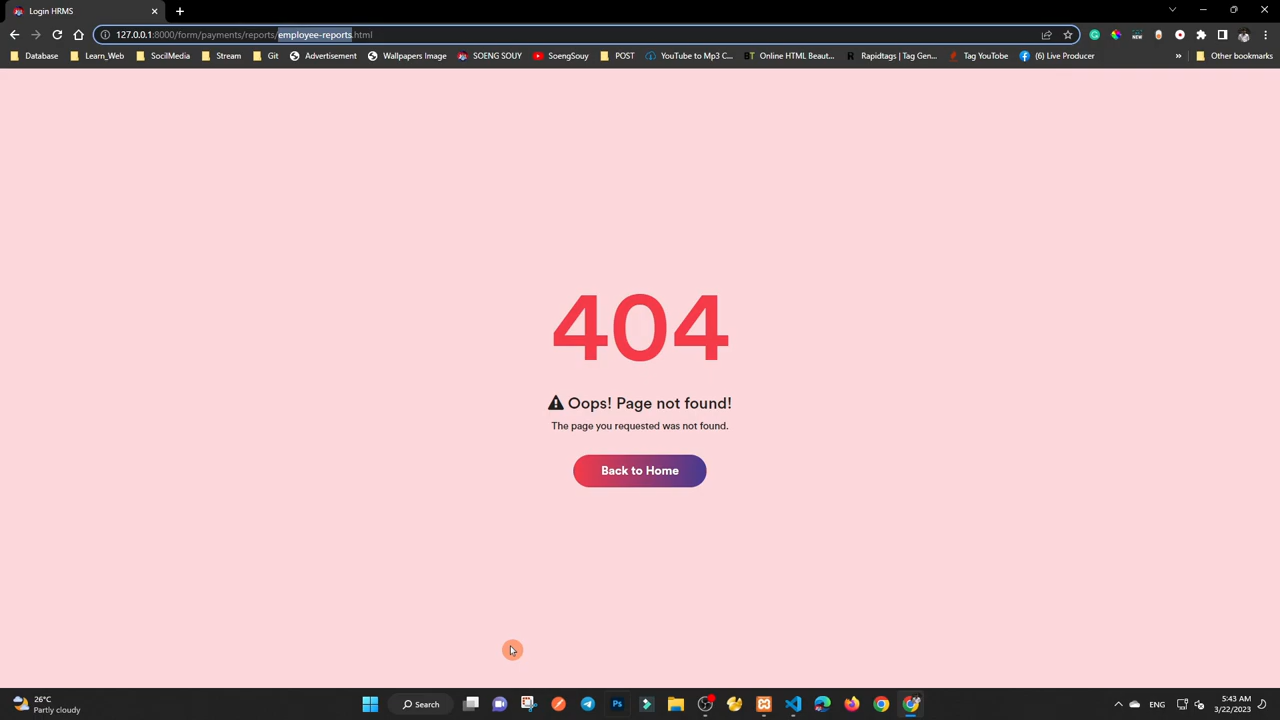 Login HRMS
127.0.0.1:8000/form/payments/reports/employee-reports.html
Database
Learn_Web
SocilMedia
Stream
Git
Advertisement
Wallpapers Image
SOENG SOUY
SoengSouy
POST
YouTube to Mp3 C...
BT Online HTML Beaut...
R Rapidtags | Tag Gen...
Tag YouTube
(6) Live Producer
» Other bookmarks
404
Oops! Page not found!
The page you requested was not found.
Back to Home
26°C
Partly cloudy
Search
Ps
ENG
5:43 AM
3/22/2023